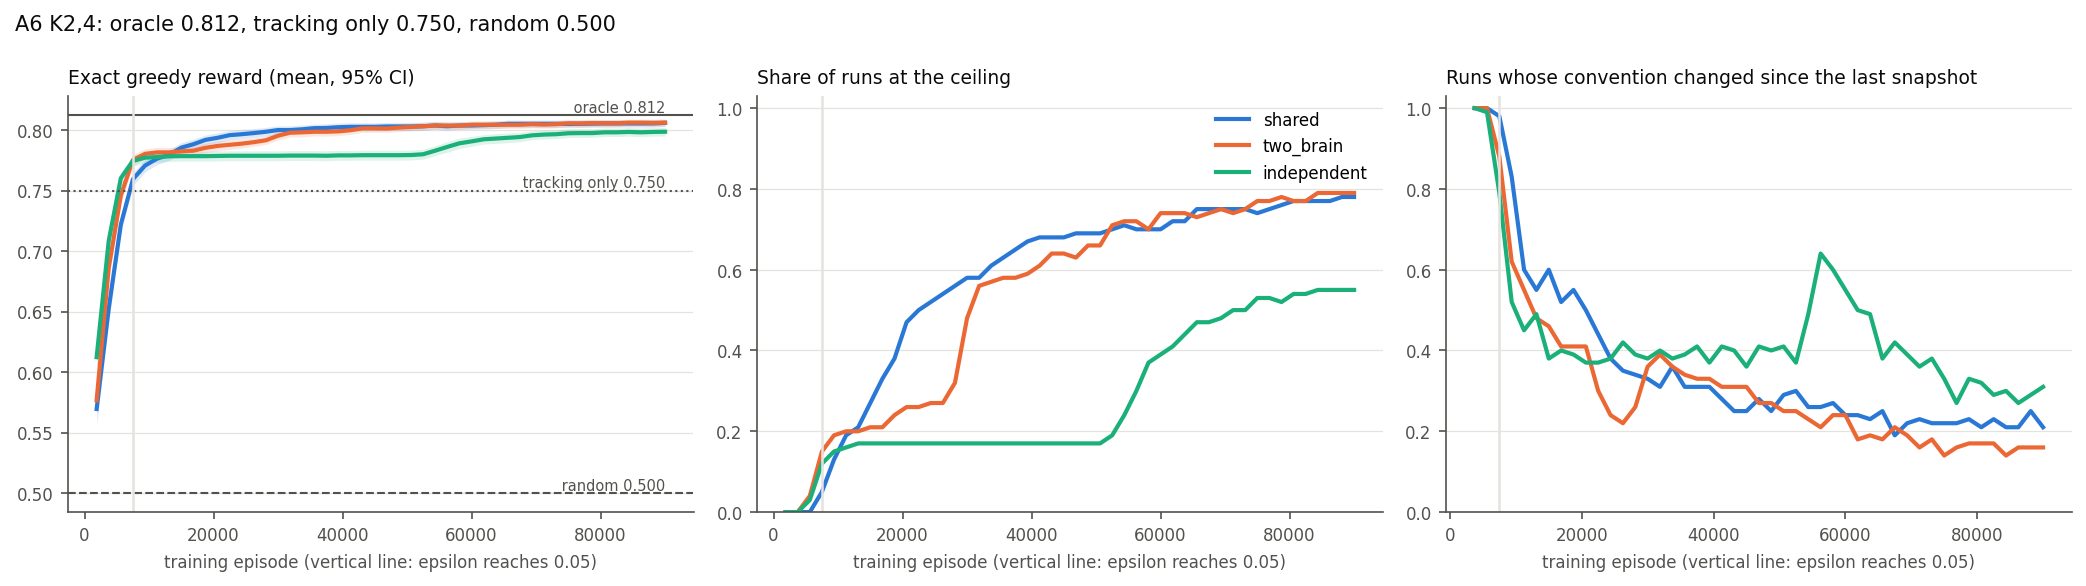 A6 K2,4: oracle 0.812, tracking only 0.750, random 0.500
Exact greedy reward (mean, 95% CI)
oracle 0.812
tracking only 0.750
random 0.500
0.80
0.75
0.70
0.65
0.60
0.55
0.50
0
20000
40000
60000
80000
training episode (vertical line: epsilon reaches 0.05)
Share of runs at the ceiling
shared
two_brain
independent
1.0
0.8
0.6
0.4
0.2
0.0
0
20000
40000
60000
80000
training episode (vertical line: epsilon reaches 0.05)
Runs whose convention changed since the last snapshot
1.0
0.8
0.6
0.4
0.2
0.0
0
20000
40000
60000
80000
training episode (vertical line: epsilon reaches 0.05)